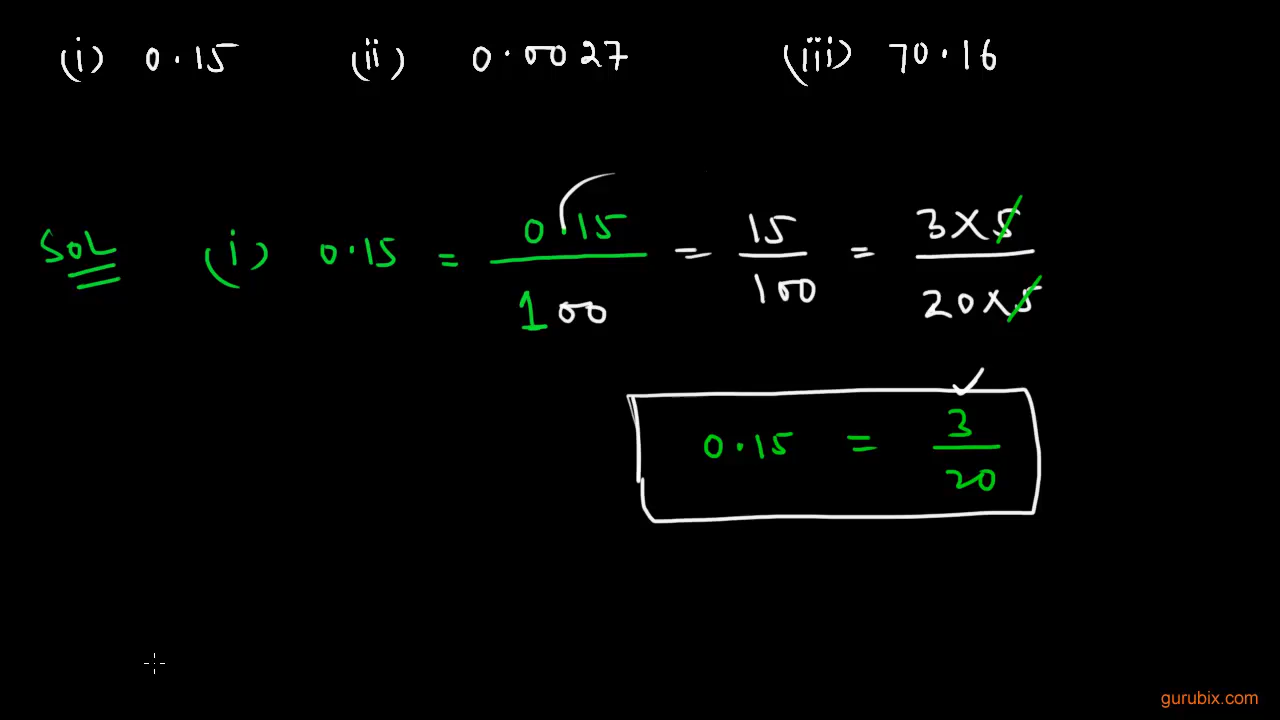 (i) 0.15 (ii) 0.0027 (iii) 70.16
SOL (i) 0.15 = 0.15/100 = 15/100 = 3×5/20×5
0.15 = 3/20
gurubix.com